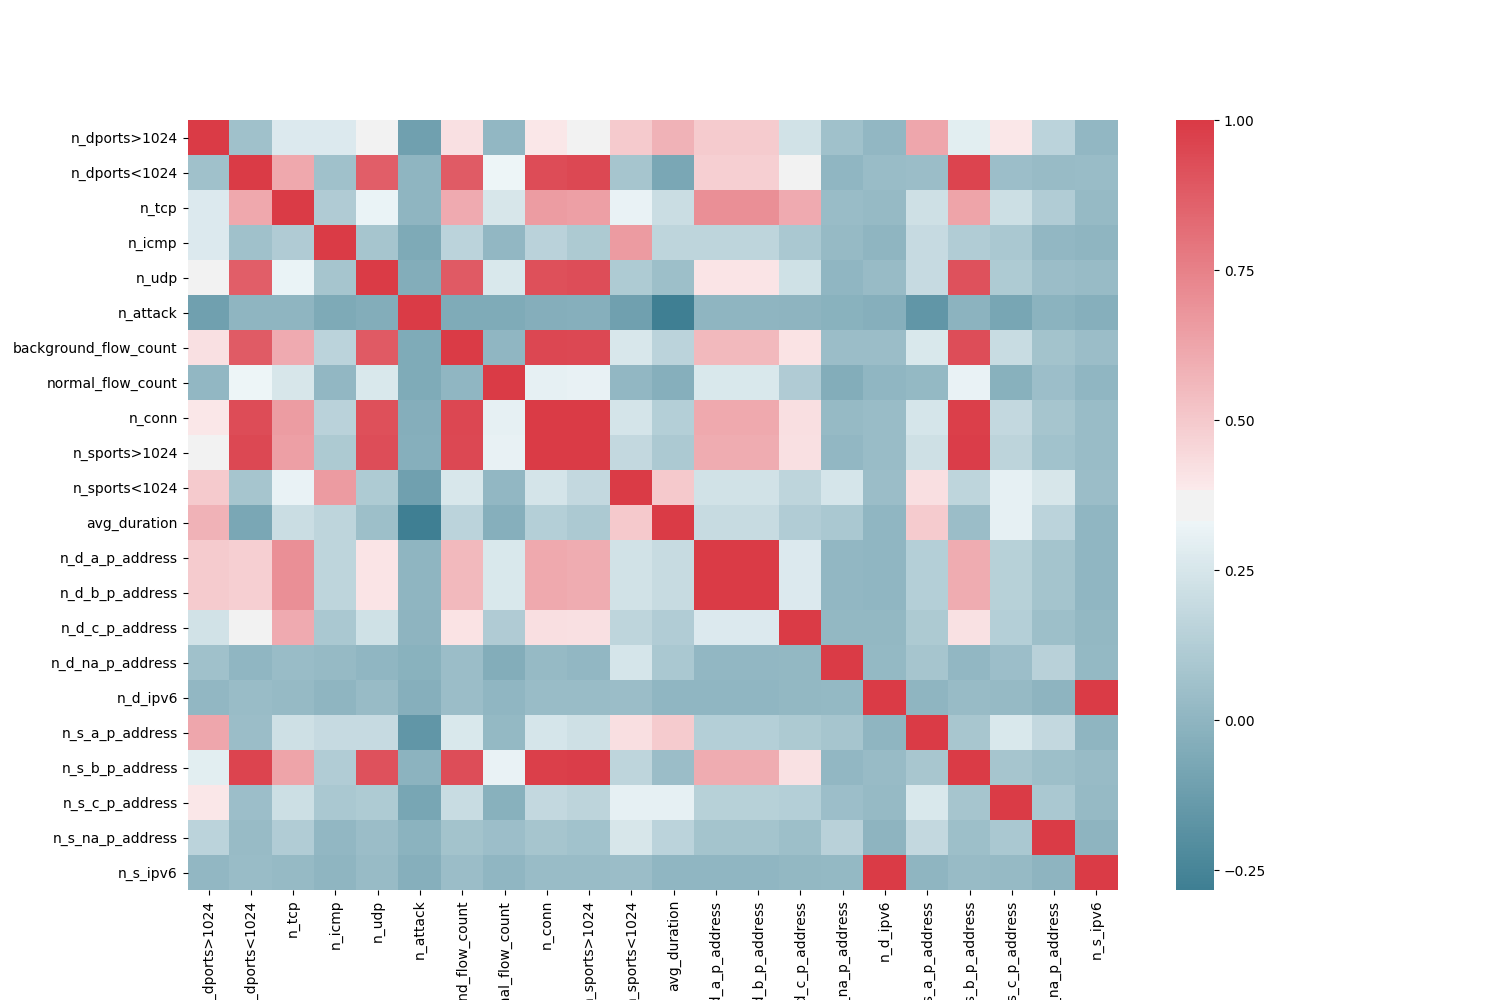 n_dports>1024
n_dports<1024
n_tcp
n_icmp
n_udp
n_attack
background_flow_count
normal_flow_count
n_conn
n_sports>1024
n_sports<1024
avg_duration
n_d_a_p_address
n_d_b_p_address
n_d_c_p_address
n_d_na_p_address
n_d_ipv6
n_s_a_p_address
n_s_b_p_address
n_s_c_p_address
n_s_na_p_address
n_s_ipv6
1.00
0.75
0.50
0.25
0.00
−0.25
_dports>1024
_dports<1024
n_tcp
n_icmp
n_udp
n_attack
nd_flow_count
nal_flow_count
n_conn
n_sports>1024
n_sports<1024
avg_duration
d_a_p_address
d_b_p_address
d_c_p_address
na_p_address
n_d_ipv6
s_a_p_address
s_b_p_address
s_c_p_address
na_p_address
n_s_ipv6